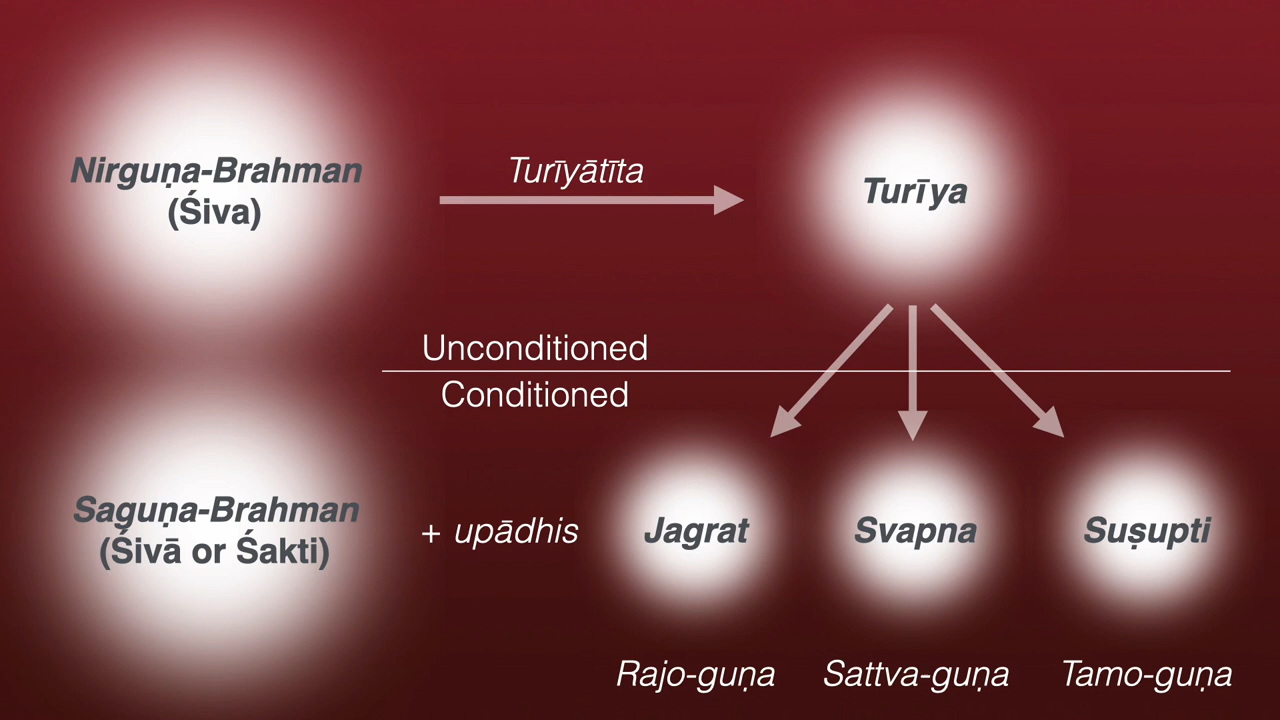 Nirguṇa-Brahman
(Śiva)
Turīyātīta
Turīya
Unconditioned
Conditioned
Saguṇa-Brahman
(Śivā or Śakti)
+ upādhis
Jagrat
Svapna
Suṣupti
Rajo-guṇa
Sattva-guṇa
Tamo-guṇa